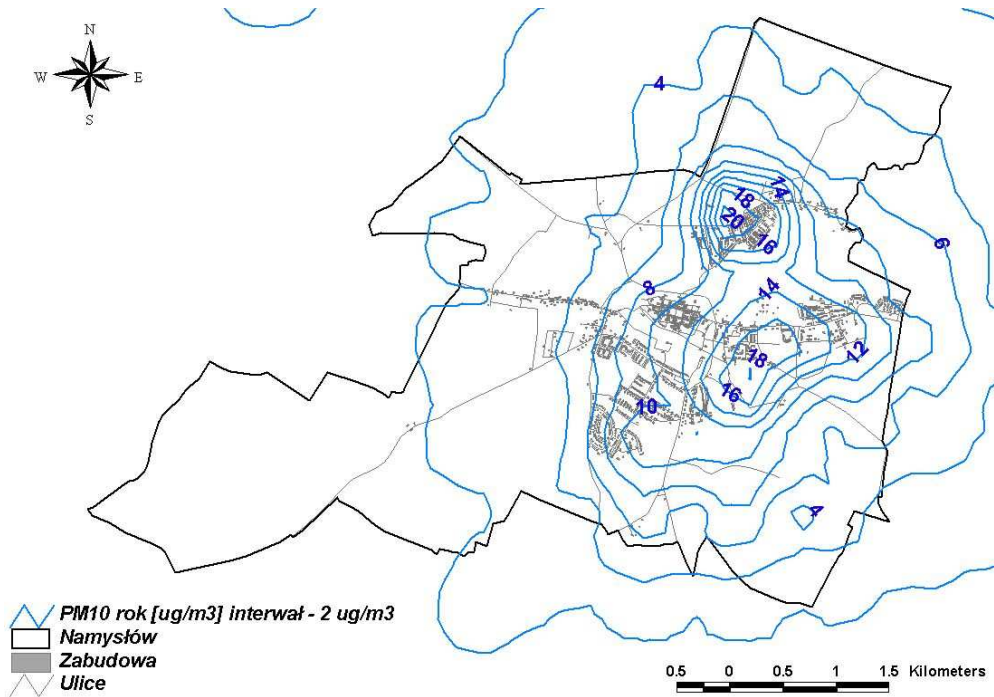 N
W E
S
4
14
18
20
16
6
8
14
18
12
16
10
4
PM10 rok [ug/m3] interwał - 2 ug/m3
Namysłów
Zabudowa
Ulice
0.5 0 0.5 1 1.5 Kilometers